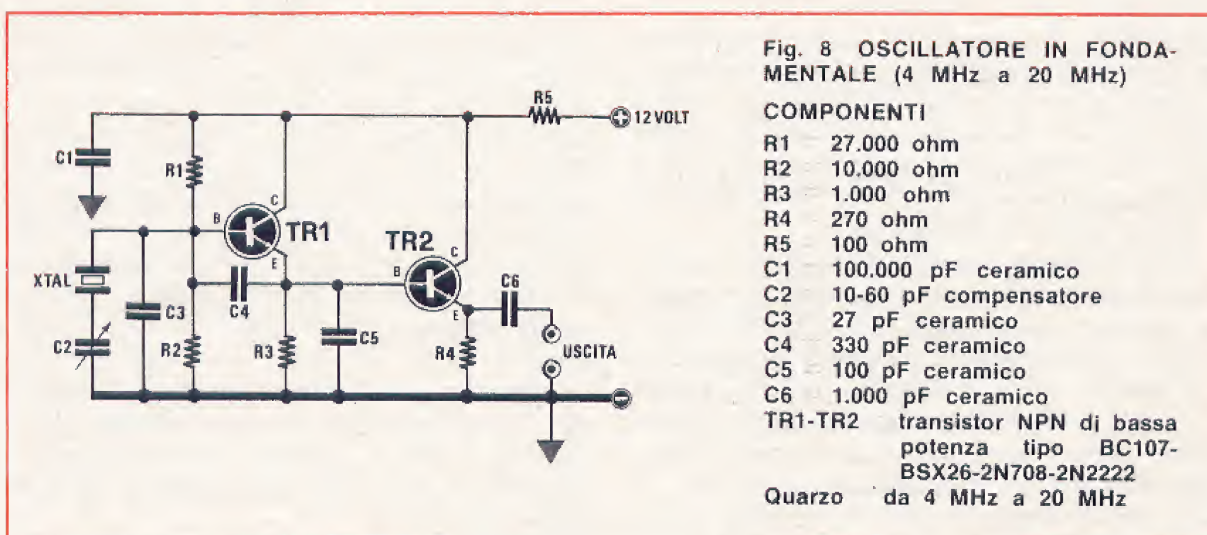 Fig. 8 OSCILLATORE IN FONDA-
MENTALE (4 MHz a 20 MHz)
COMPONENTI
R1 = 27.000 ohm
R2 = 10.000 ohm
R3 = 1.000 ohm
R4 = 270 ohm
R5 = 100 ohm
C1 = 100.000 pF ceramico
C2 = 10-60 pF compensatore
C3 = 27 pF ceramico
C4 = 330 pF ceramico
C5 = 100 pF ceramico
C6 = 1.000 pF ceramico
TR1-TR2 transistor NPN di bassa
potenza tipo BC107-
BSX26-2N708-2N2222
Quarzo da 4 MHz a 20 MHz
R5
12 VOLT
C1
R1
C
B
TR1
E
TR2
C
B
E
C6
XTAL
C3
C4
C2
R2
R3
C5
R4
USCITA